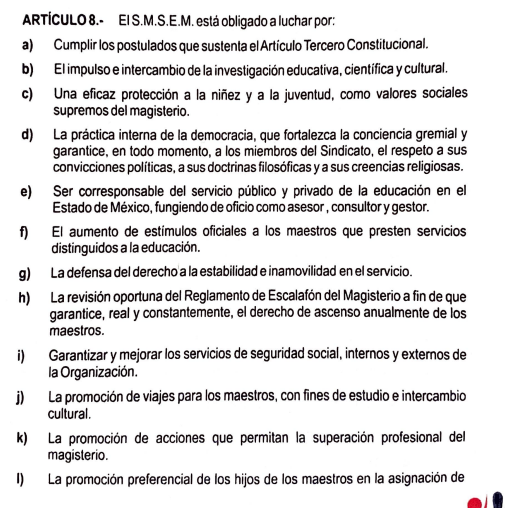 ARTÍCULO 8.- El S.M.S.E.M. está obligado a luchar por:
a) Cumplir los postulados que sustenta el Artículo Tercero Constitucional.
b) El impulso e intercambio de la investigación educativa, científica y cultural.
c) Una eficaz protección a la niñez y a la juventud, como valores sociales
supremos del magisterio.
d) La práctica interna de la democracia, que fortalezca la conciencia gremial y
garantice, en todo momento, a los miembros del Sindicato, el respeto a sus
convicciones políticas, a sus doctrinas filosóficas y a sus creencias religiosas.
e) Ser corresponsable del servicio público y privado de la educación en el
Estado de México, fungiendo de oficio como asesor , consultor y gestor.
f) El aumento de estímulos oficiales a los maestros que presten servicios
distinguidos a la educación.
g) La defensa del derecho a la estabilidad e inamovilidad en el servicio.
h) La revisión oportuna del Reglamento de Escalafón del Magisterio a fin de que
garantice, real y constantemente, el derecho de ascenso anualmente de los
maestros.
i) Garantizar y mejorar los servicios de seguridad social, internos y externos de
la Organización.
j) La promoción de viajes para los maestros, con fines de estudio e intercambio
cultural.
k) La promoción de acciones que permitan la superación profesional del
magisterio.
l) La promoción preferencial de los hijos de los maestros en la asignación de